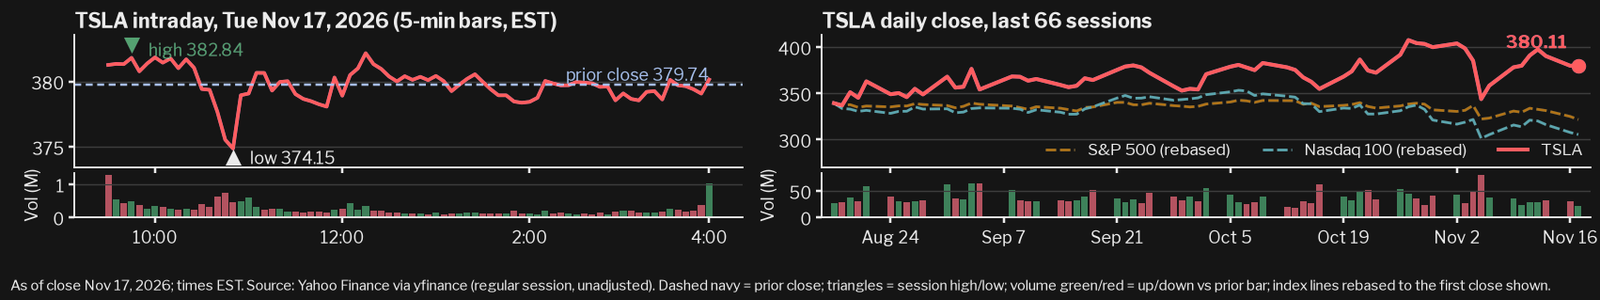 TSLA intraday, Tue Nov 17, 2026 (5-min bars, EST)
high 382.84
prior close 379.74
380
375
low 374.15
Vol (M)
1
0
10:00 12:00 2:00 4:00
TSLA daily close, last 66 sessions
380.11
400
350
300
S&P 500 (rebased) Nasdaq 100 (rebased) TSLA
Vol (M)
50
0
Aug 24 Sep 7 Sep 21 Oct 5 Oct 19 Nov 2 Nov 16
As of close Nov 17, 2026; times EST. Source: Yahoo Finance via yfinance (regular session, unadjusted). Dashed navy = prior close; triangles = session high/low; volume green/red = up/down vs prior bar; index lines rebased to the first close shown.